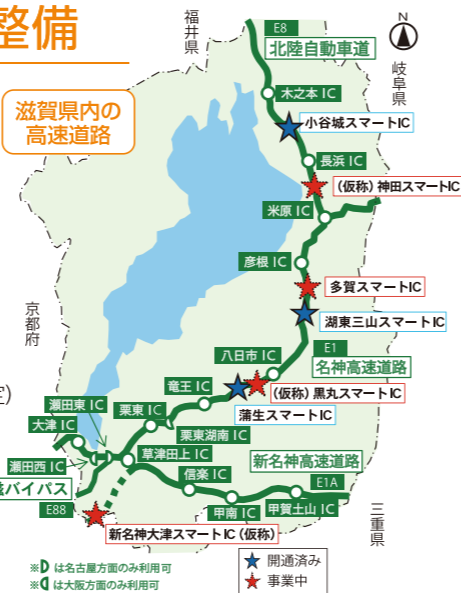 整備
滋賀県内の
高速道路
福井県
E8
北陸自動車道
N
岐阜県
木之本 IC
小谷城スマートIC
長浜 IC
(仮称)神田スマートIC
米原 IC
彦根 IC
多賀スマートIC
湖東三山スマートIC
京都府
八日市 IC
E1
名神高速道路
竜王 IC
(仮称)黒丸スマートIC
定)
瀬田東 IC
栗東 IC
蒲生スマートIC
大津 IC
栗東湖南 IC
瀬田西 IC
草津田上 IC
新名神高速道路
バイパス
信楽 IC
E1A
E88
甲南 IC
甲賀土山 IC
三重県
新名神大津スマートIC(仮称)
※ は名古屋方面のみ利用可
※ は大阪方面のみ利用可
開通済み
事業中